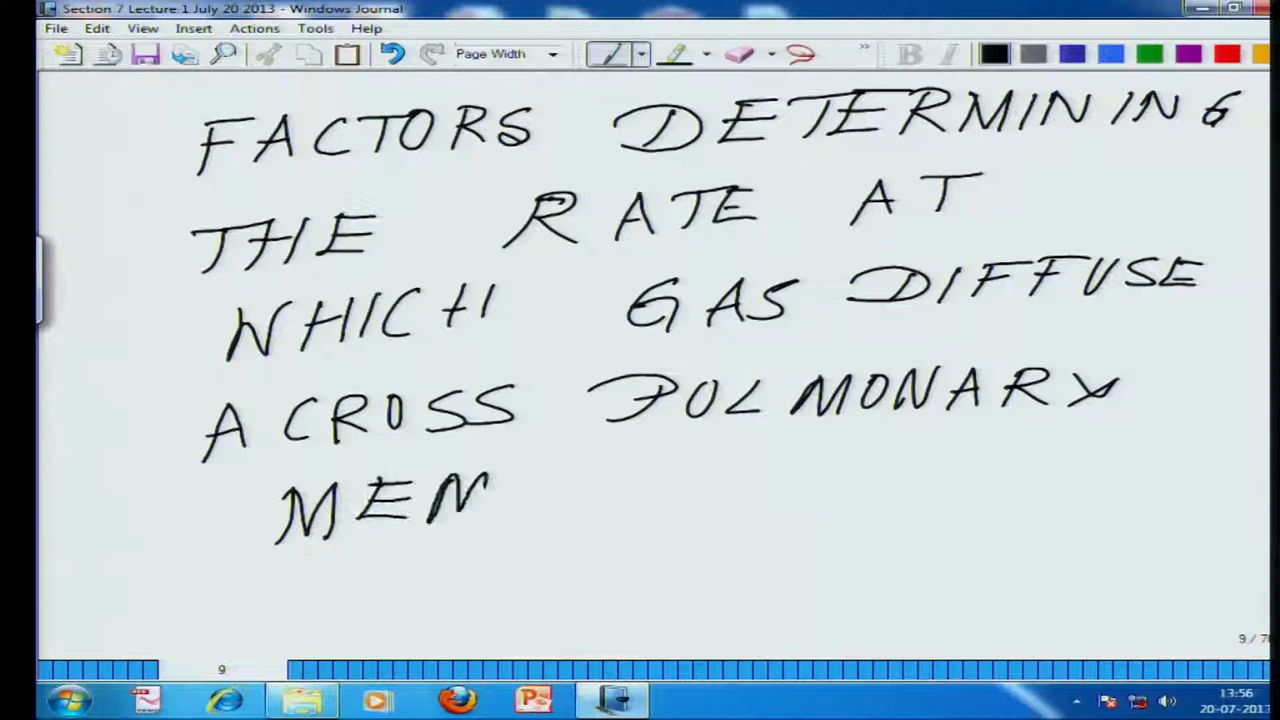 Section 7 Lecture 1 July 20 2013 - Windows Journal
File Edit View Insert Actions Tools Help
Page Width
FACTORS DETERMINING
THE RATE AT
WHICH GAS DIFFUSE
ACROSS PULMONARY
MEN
9
13:56
20-07-2013